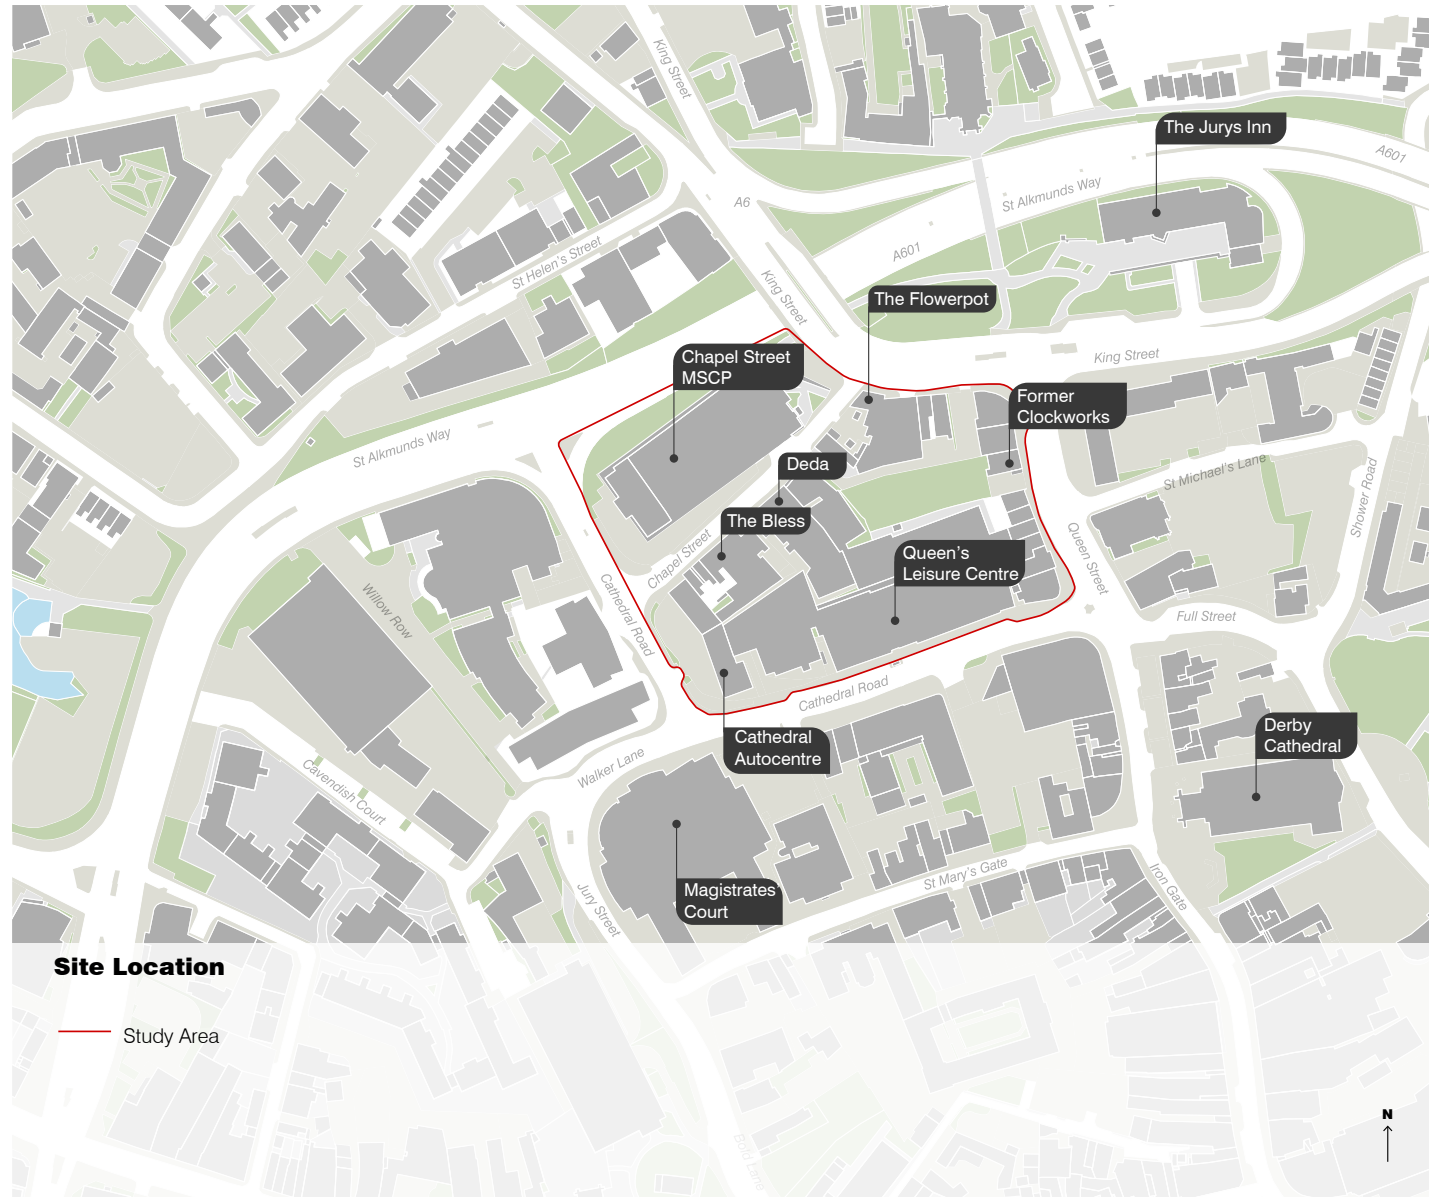 King Street
The Jurys Inn
A601
A6
St Alkmunds Way
St Helen's Street
A601
King Street
The Flowerpot
Chapel Street
MSCP
King Street
Former
Clockworks
St Alkmunds Way
Deda
St Michael's Lane
Shower Road
The Bless
Queen Street
Chapel Street
Queen's
Leisure Centre
Willow Row
Cathedral Road
Full Street
Cathedral Road
Derby
Cathedral
Cathedral
Autocentre
Walker Lane
Cavendish Court
St Mary's Gate
Iron Gate
Magistrates'
Court
Jury Street
Site Location
Study Area
Bold Lane
N